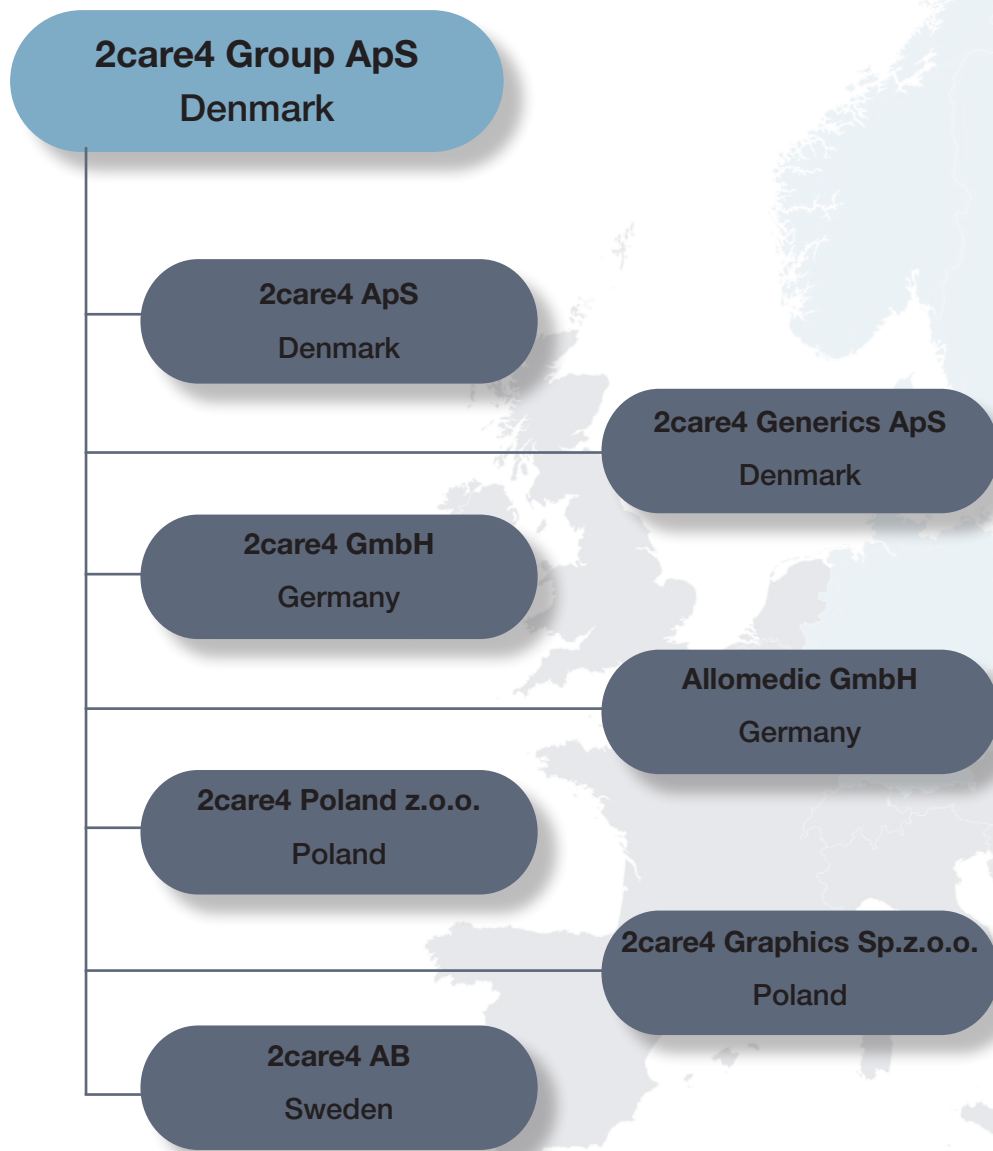 2care4 Group ApS
Denmark
2care4 ApS
Denmark
2care4 Generics ApS
Denmark
2care4 GmbH
Germany
Allomedic GmbH
Germany
2care4 Poland z.o.o.
Poland
2care4 Graphics Sp.z.o.o.
Poland
2care4 AB
Sweden